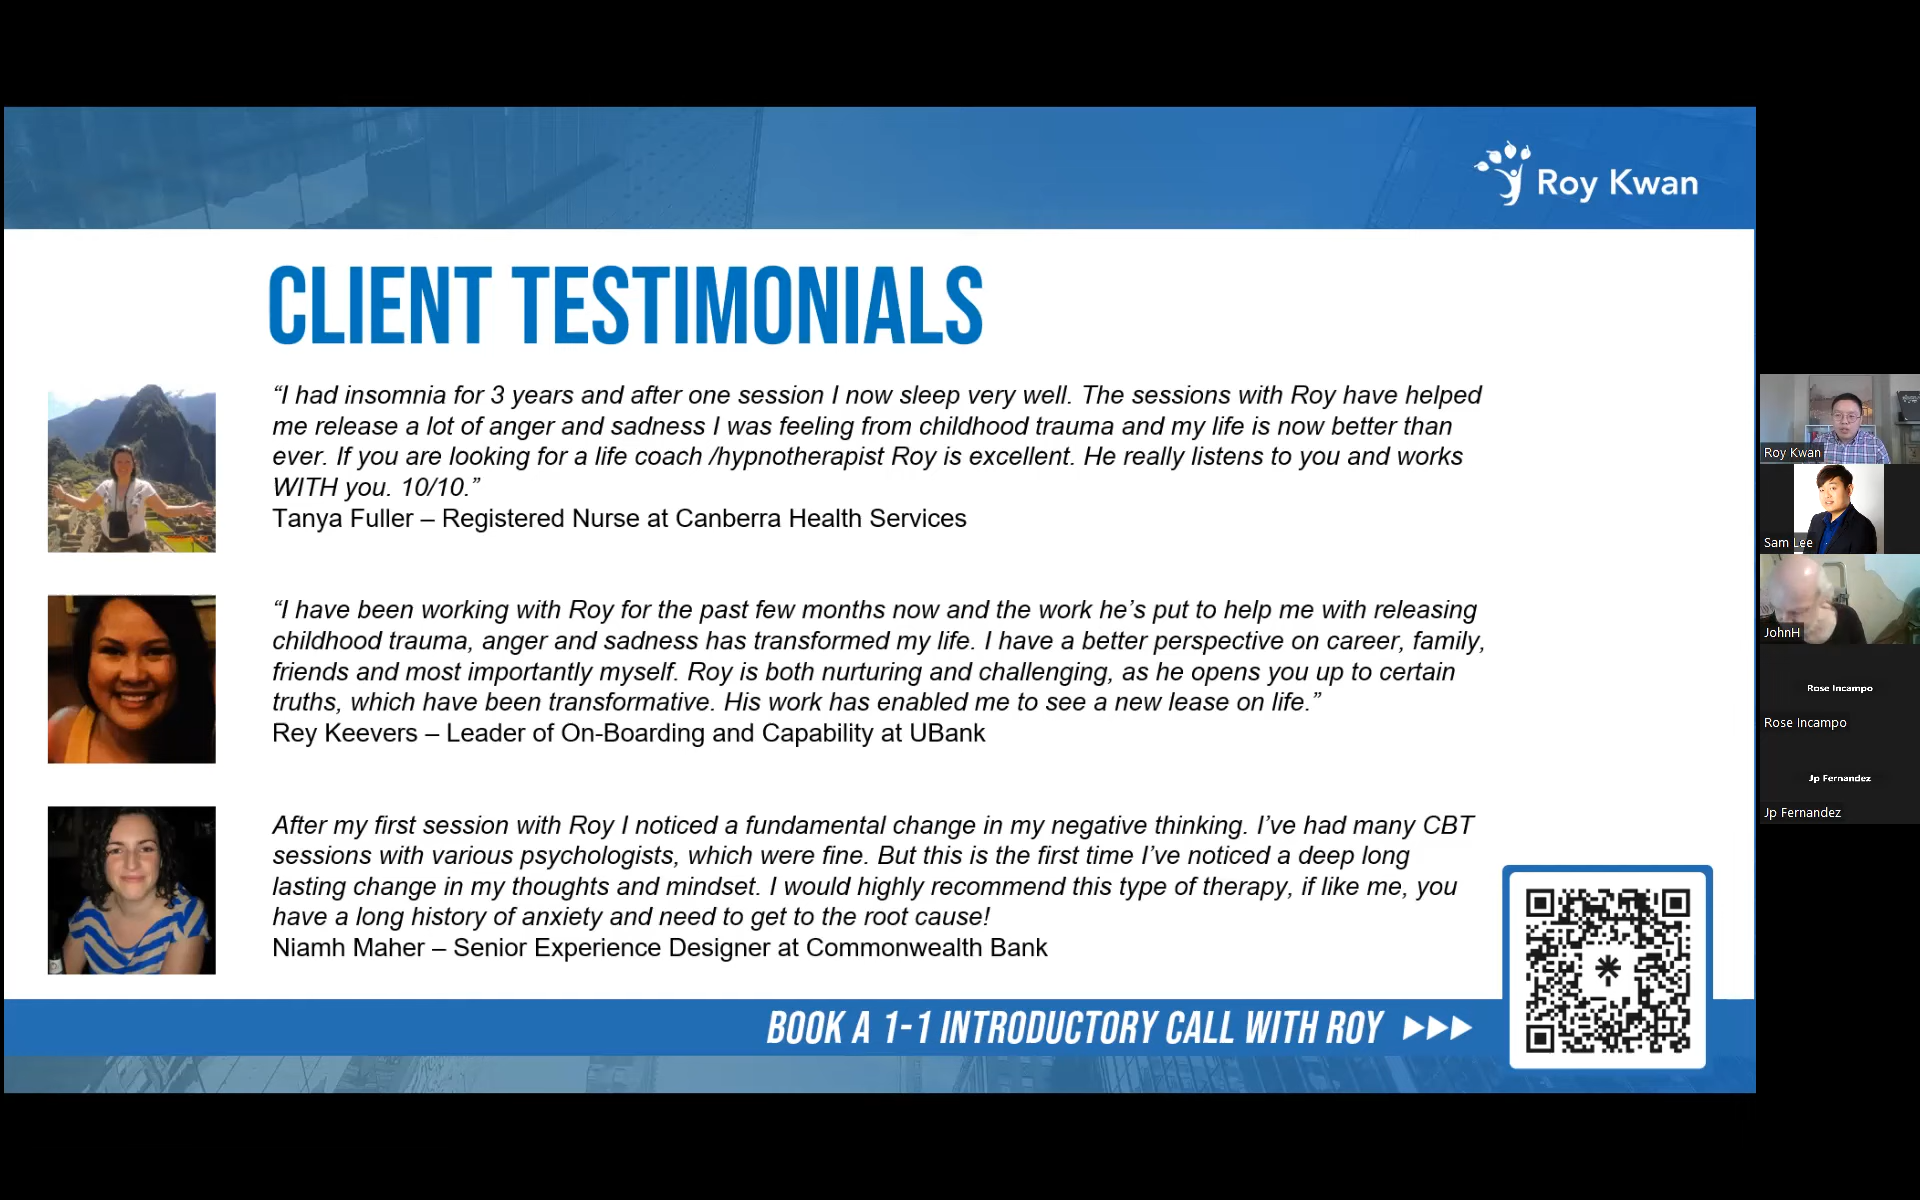 Roy Kwan
CLIENT TESTIMONIALS
“I had insomnia for 3 years and after one session I now sleep very well. The sessions with Roy have helped
me release a lot of anger and sadness I was feeling from childhood trauma and my life is now better than
ever. If you are looking for a life coach /hypnotherapist Roy is excellent. He really listens to you and works
WITH you. 10/10.”
Tanya Fuller – Registered Nurse at Canberra Health Services
“I have been working with Roy for the past few months now and the work he’s put to help me with releasing
childhood trauma, anger and sadness has transformed my life. I have a better perspective on career, family,
friends and most importantly myself. Roy is both nurturing and challenging, as he opens you up to certain
truths, which have been transformative. His work has enabled me to see a new lease on life.”
Rey Keevers – Leader of On-Boarding and Capability at UBank
After my first session with Roy I noticed a fundamental change in my negative thinking. I’ve had many CBT
sessions with various psychologists, which were fine. But this is the first time I’ve noticed a deep long
lasting change in my thoughts and mindset. I would highly recommend this type of therapy, if like me, you
have a long history of anxiety and need to get to the root cause!
Niamh Maher – Senior Experience Designer at Commonwealth Bank
BOOK A 1-1 INTRODUCTORY CALL WITH ROY
Roy Kwan
Sam Lee
JohnH
Rose Incampo
Rose Incampo
Jp Fernandez
Jp Fernandez